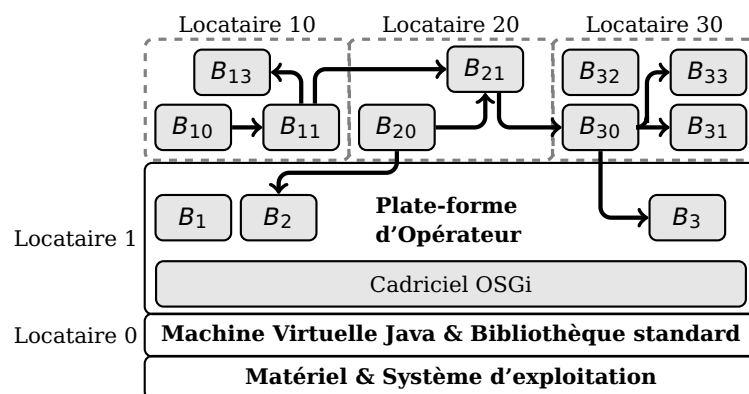 Locataire 10 Locataire 20 Locataire 30
B13 B21 B32 B33
B10 B11 B20 B30 B31
Locataire 1
B1 B2 B3
Plate-forme
d'Opérateur
Cadriciel OSGi
Locataire 0
Machine Virtuelle Java & Bibliothèque standard
Matériel & Système d'exploitation